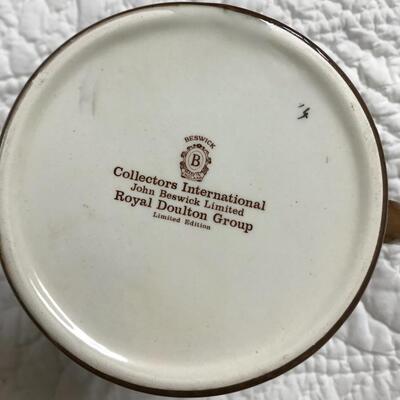 BESWICK
B
Collectors International
John Beswick Limited
Royal Doulton Group
Limited Edition